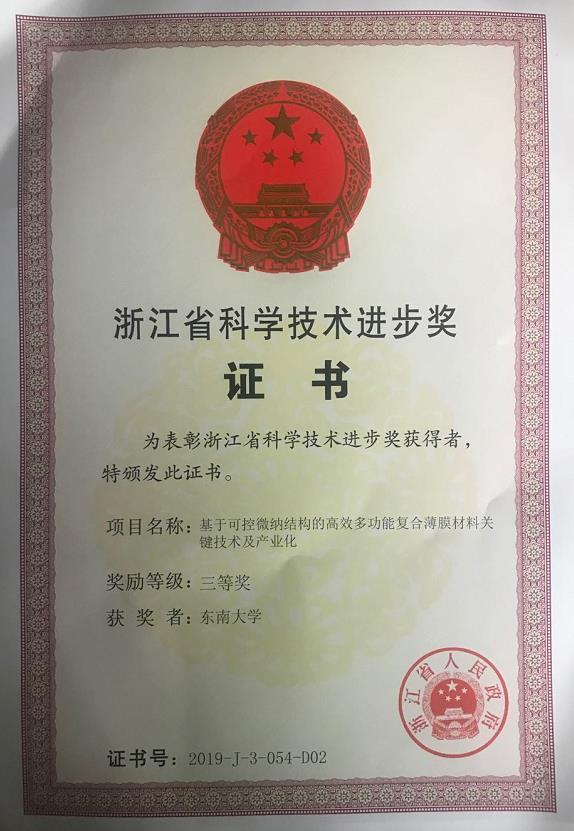 浙江省科学技术进步奖
证 书
为表彰浙江省科学技术进步奖获得者，
特颁发此证书。
项目名称：基于可控微纳结构的高效多功能复合薄膜材料关
键技术及产业化
奖励等级：三等奖
获 奖 者：东南大学
浙江省人民政府
证书号：2019-J-3-054-D02